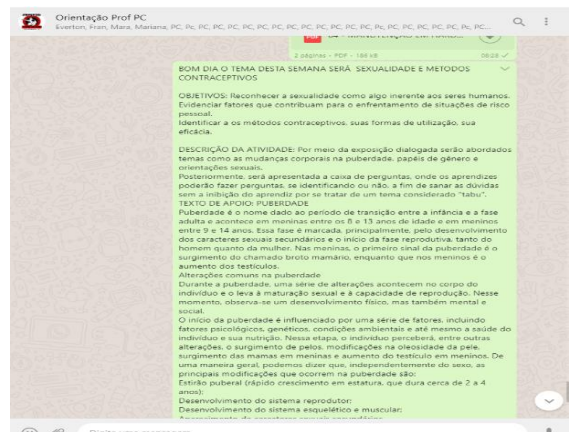 Orientação Prof PC
Everton, Fran, Mara, Mariana, PC, Pc, PC, PC, PC, PC, PC, PC, PC, PC, PC, PC, PC, PC, PC, Pc, PC, PC, PC, PC, PC, Pc, PC...
2 páginas • PDF • 186 kB 08:28
BOM DIA O TEMA DESTA SEMANA SERÁ SEXUALIDADE E METODOS
CONTRACEPTIVOS
OBJETIVOS: Reconhecer a sexualidade como algo inerente aos seres humanos.
Evidenciar fatores que contribuam para o enfrentamento de situações de risco
pessoal.
Identificar a os métodos contraceptivos, suas formas de utilização, sua
eficácia.
DESCRIÇÃO DA ATIVIDADE: Por meio da exposição dialogada serão abordados
temas como as mudanças corporais na puberdade, papéis de gênero e
orientações sexuais.
Posteriormente, será apresentada a caixa de perguntas, onde os aprendizes
poderão fazer perguntas, se identificando ou não, a fim de sanar as dúvidas
sem a inibição do aprendiz por se tratar de um tema considerado "tabu".
TEXTO DE APOIO: PUBERDADE
Puberdade é o nome dado ao período de transição entre a infância e a fase
adulta e acontece em meninas entre os 8 e 13 anos de idade e em meninos
entre 9 e 14 anos. Essa fase é marcada, principalmente, pelo desenvolvimento
dos caracteres sexuais secundários e o início da fase reprodutiva, tanto do
homem quanto da mulher. Nas meninas, o primeiro sinal da puberdade é o
surgimento do chamado broto mamário, enquanto que nos meninos é o
aumento dos testículos.
Alterações comuns na puberdade
Durante a puberdade, uma série de alterações acontecem no corpo do
indivíduo e o leva à maturação sexual e à capacidade de reprodução. Nesse
momento, observa-se um desenvolvimento físico, mas também mental e
social.
O início da puberdade é influenciado por uma série de fatores, incluindo
fatores psicológicos, genéticos, condições ambientais e até mesmo a saúde do
indivíduo e sua nutrição. Nessa etapa, o indivíduo perceberá, entre outras
alterações, o surgimento de pelos, modificações na oleosidade da pele,
surgimento das mamas em meninas e aumento do testículo em meninos. De
uma maneira geral, podemos dizer que, independentemente do sexo, as
principais modificações que ocorrem na puberdade são:
Estirão puberal (rápido crescimento em estatura, que dura cerca de 2 a 4
anos);
Desenvolvimento do sistema reprodutor;
Desenvolvimento do sistema esquelético e muscular;